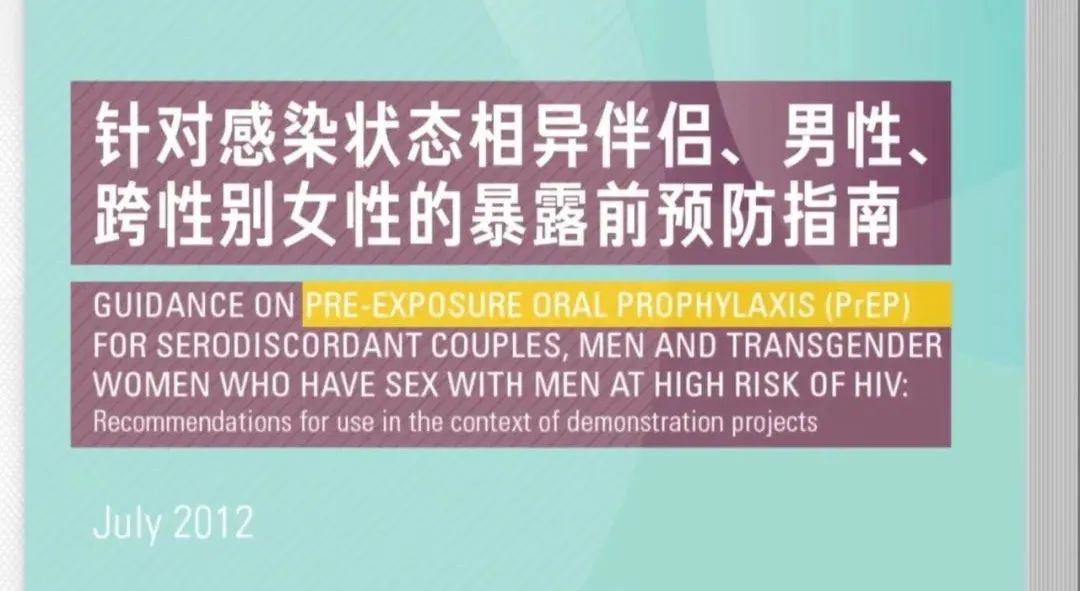 针对感染状态相异伴侣、男性、
跨性别女性的暴露前预防指南
GUIDANCE ON PRE-EXPOSURE ORAL PROPHYLAXIS (PrEP)
FOR SERODISCORDANT COUPLES, MEN AND TRANSGENDER
WOMEN WHO HAVE SEX WITH MEN AT HIGH RISK OF HIV:
Recommendations for use in the context of demonstration projects
July 2012